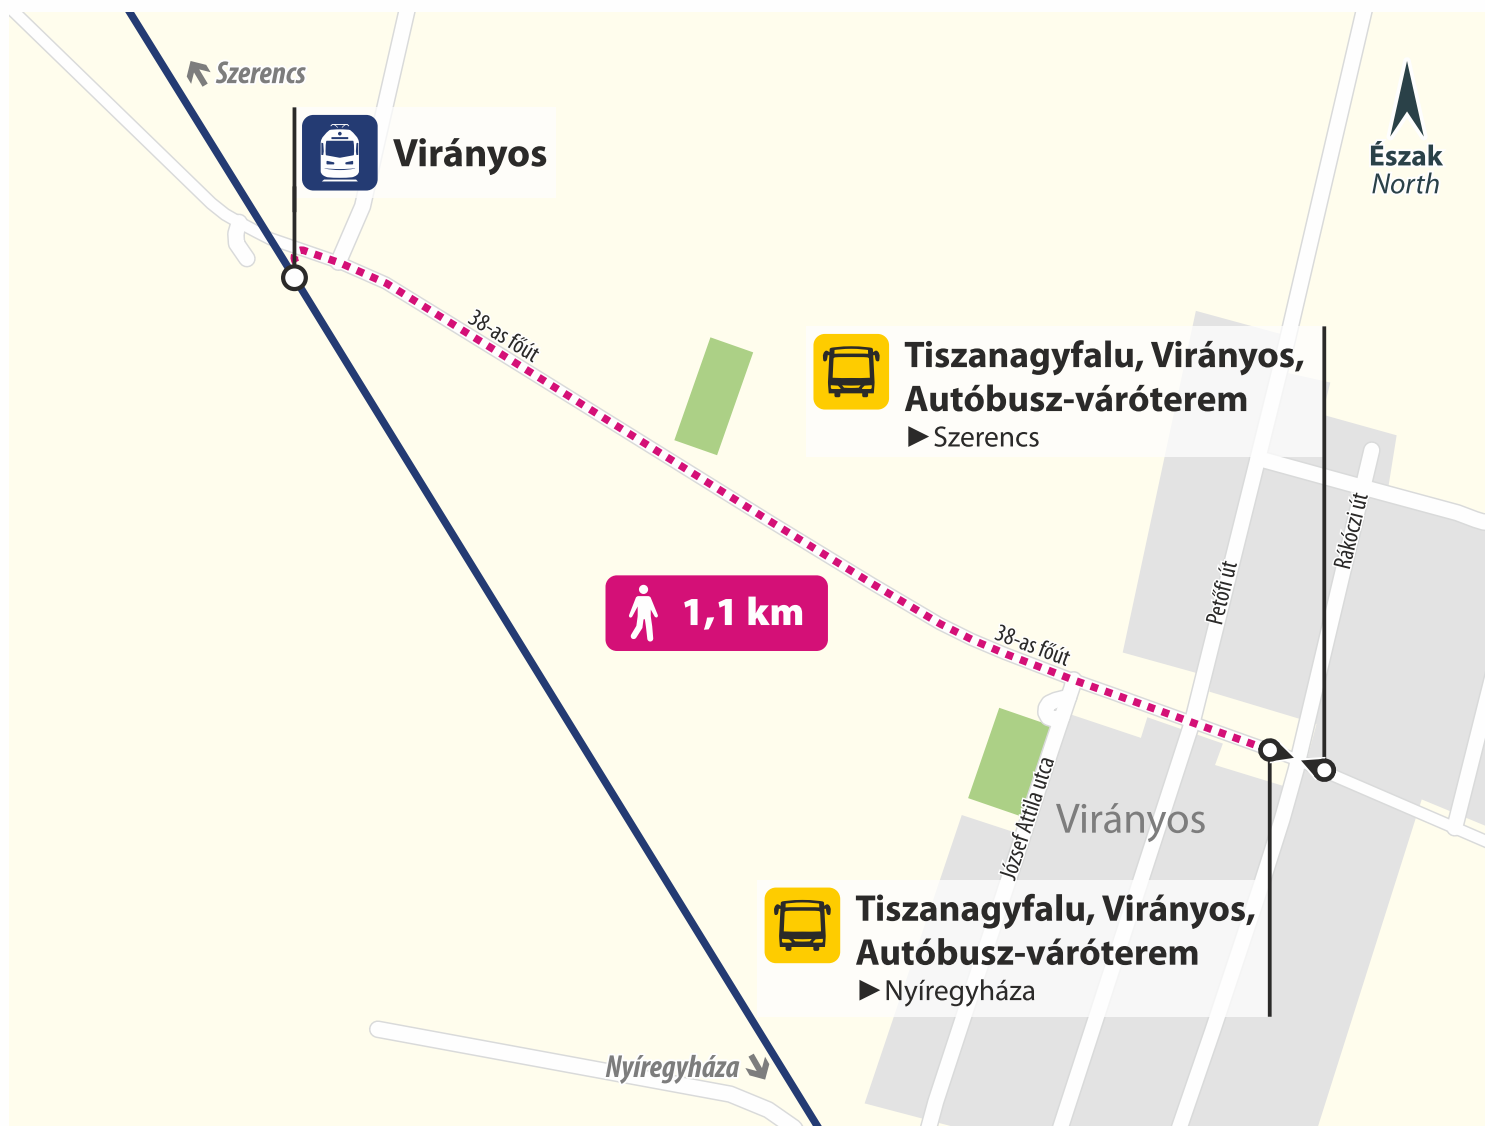 Szerencs
Virányos
Észak
North
38-as főút
Tiszanagyfalu, Virányos,
Autóbusz-váróterem
▶Szerencs
Rákóczi út
Petőfi út
1,1 km
38-as főút
József Attila utca
Virányos
Tiszanagyfalu, Virányos,
Autóbusz-váróterem
▶Nyíregyháza
Nyíregyháza